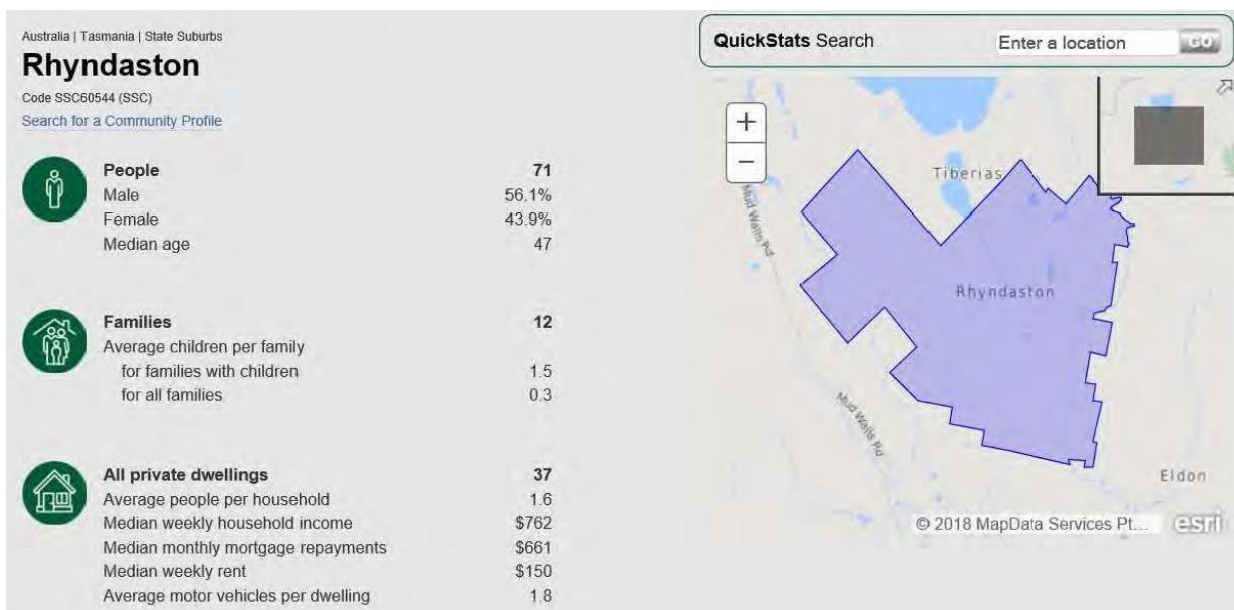 Australia | Tasmania | State Suburbs
Rhyndaston
Code SSC60544 (SSC)
Search for a Community Profile
People 71
Male 56.1%
Female 43.9%
Median age 47
Families 12
Average children per family
for families with children 1.5
for all families 0.3
All private dwellings 37
Average people per household 1.6
Median weekly household income $762
Median monthly mortgage repayments $661
Median weekly rent $150
Average motor vehicles per dwelling 1.8
QuickStats Search Enter a location GO
+
−
Tiberias
Mud Walls Rd
Rhyndaston
Mud Walls Rd
Eldon
© 2018 MapData Services Pt... esri